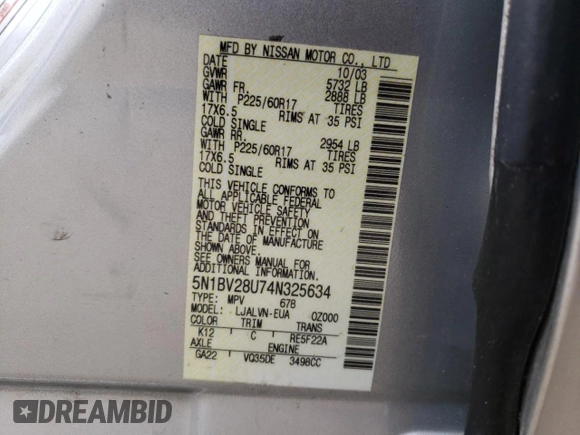 MFD BY NISSAN MOTOR CO., LTD
DATE 10/03
GVWR 5732 LB
GAWR FR. 2888 LB
WITH P225/60R17 TIRES
17X6.5 RIMS AT 35 PSI
COLD SINGLE
GAWR RR. 2954 LB
WITH P225/60R17 TIRES
17X6.5 RIMS AT 35 PSI
COLD SINGLE
THIS VEHICLE CONFORMS TO
ALL APPLICABLE FEDERAL
MOTOR VEHICLE SAFETY
AND THEFT PREVENTION
STANDARDS IN EFFECT ON
THE DATE OF MANUFACTURE
SHOWN ABOVE.
SEE OWNERS MANUAL FOR
ADDITIONAL INFORMATION.
5N1BV28U74N325634
TYPE: MPV 678
MODEL: LJALVN-EUA 0Z000
COLOR TRIM TRANS
K12 C RE5F22A
AXLE ENGINE
GA22 VQ35DE 3498CC
DREAMBID